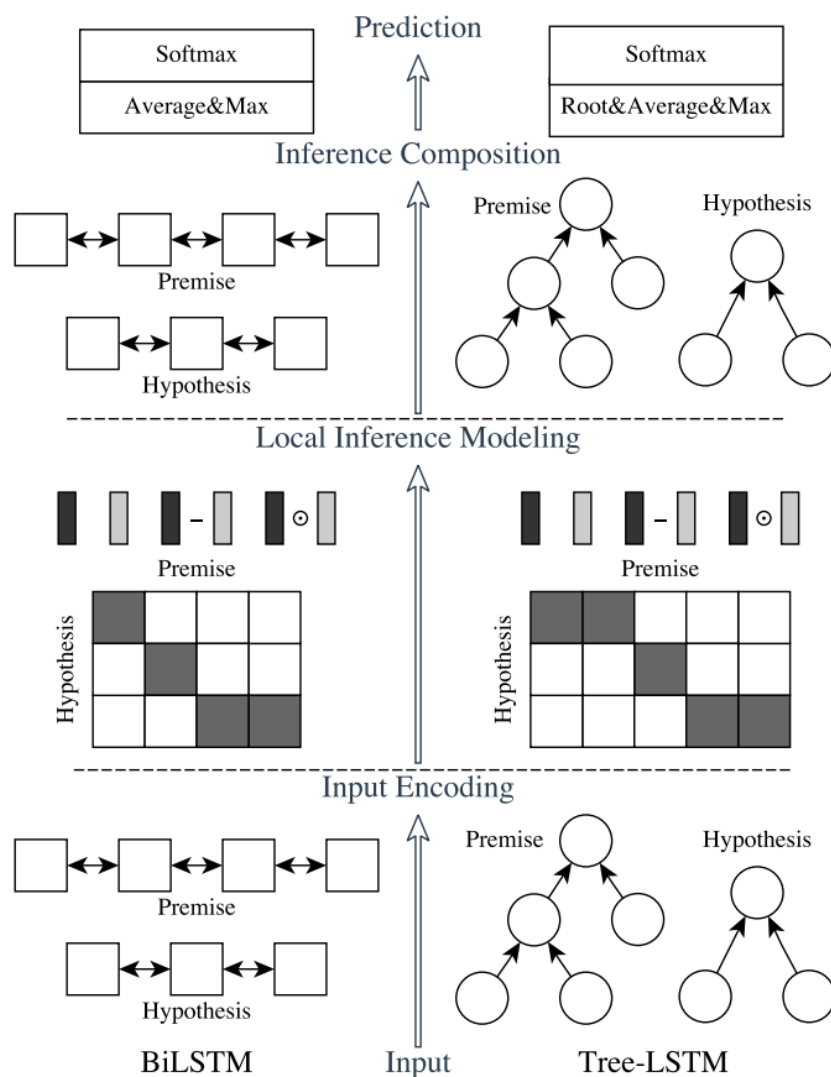 Prediction
Softmax
Average&Max
Softmax
Root&Average&Max
Inference Composition
Premise
Hypothesis
Premise
Hypothesis
Local Inference Modeling
–
⊙
Premise
Hypothesis
–
⊙
Premise
Hypothesis
Input Encoding
Premise
Hypothesis
Premise
Hypothesis
BiLSTM
Input
Tree-LSTM